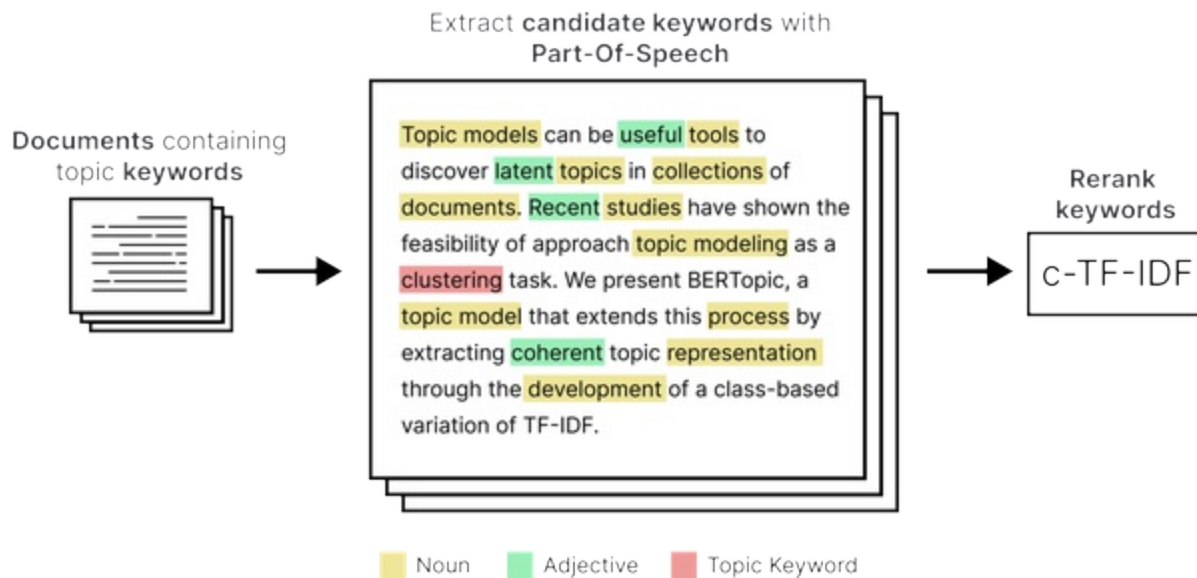 Extract candidate keywords with
Part-Of-Speech
Documents containing
topic keywords
Topic models can be useful tools to
discover latent topics in collections of
documents. Recent studies have shown the
feasibility of approach topic modeling as a
clustering task. We present BERTopic, a
topic model that extends this process by
extracting coherent topic representation
through the development of a class-based
variation of TF-IDF.
Rerank
keywords
c-TF-IDF
Noun
Adjective
Topic Keyword